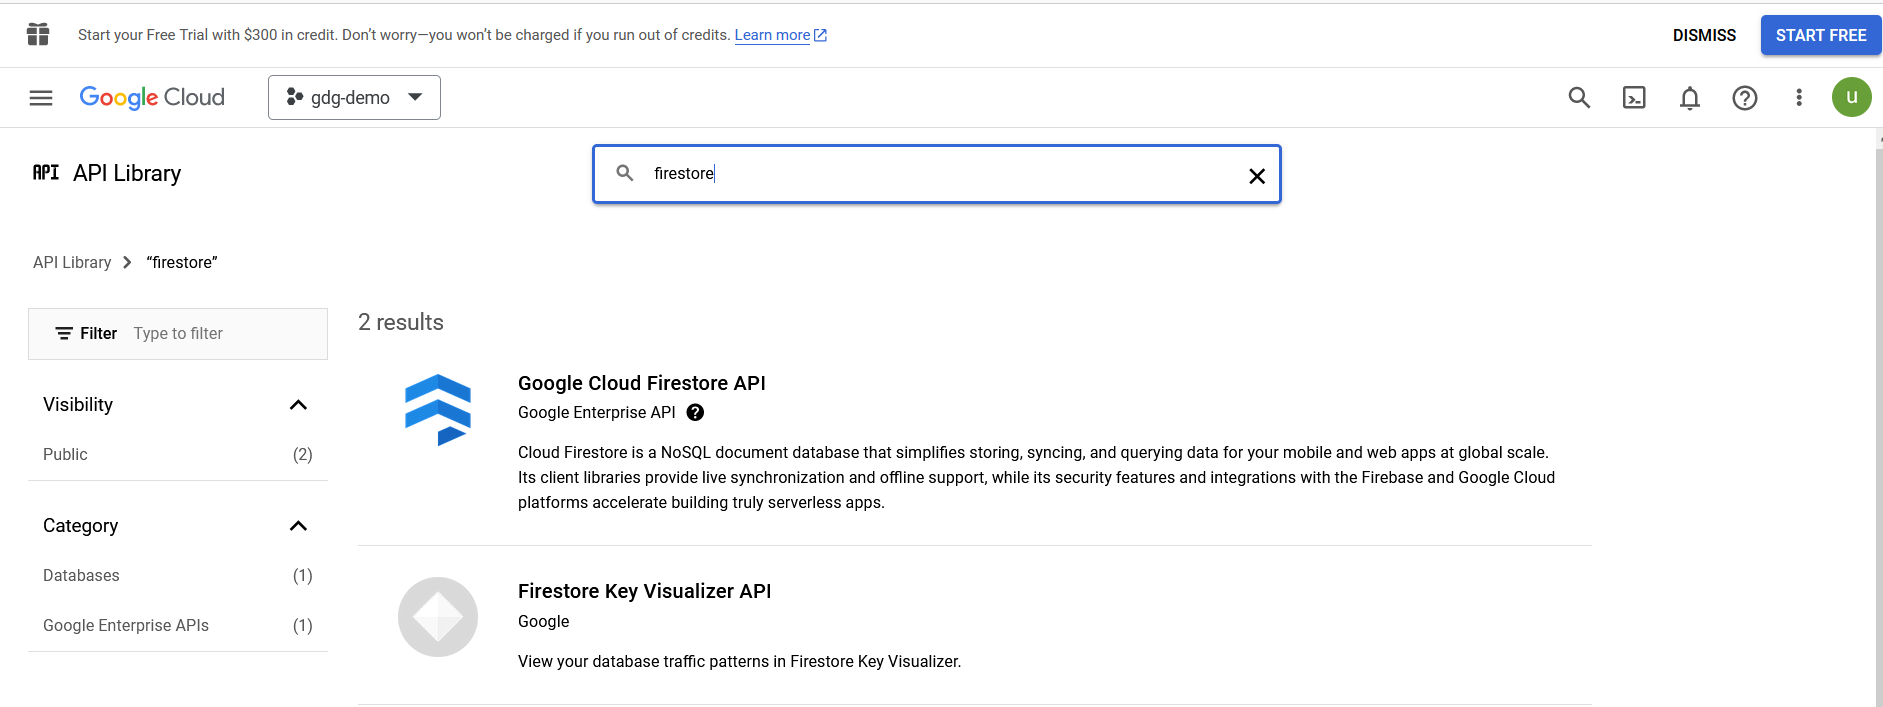 Start your Free Trial with $300 in credit. Don’t worry—you won’t be charged if you run out of credits. Learn more
DISMISS
START FREE
Google Cloud
gdg-demo
u
API API Library
firestore
API Library
“firestore”
Filter Type to filter
2 results
Visibility
Public (2)
Category
Databases (1)
Google Enterprise APIs (1)
Google Cloud Firestore API
Google Enterprise API
Cloud Firestore is a NoSQL document database that simplifies storing, syncing, and querying data for your mobile and web apps at global scale.
Its client libraries provide live synchronization and offline support, while its security features and integrations with the Firebase and Google Cloud
platforms accelerate building truly serverless apps.
Firestore Key Visualizer API
Google
View your database traffic patterns in Firestore Key Visualizer.